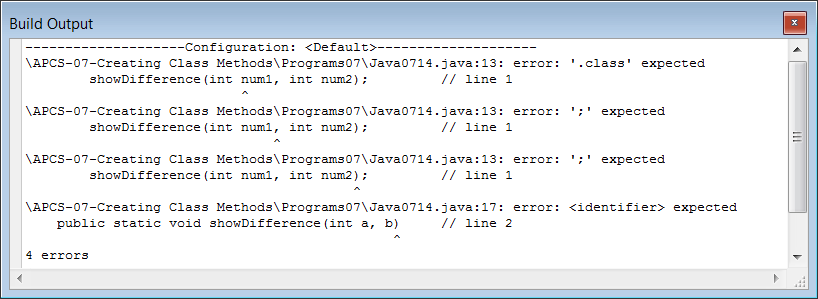 Build Output
--------------------Configuration: <Default>--------------------
\APCS-07-Creating Class Methods\Programs07\Java0714.java:13: error: '.class' expected
        showDifference(int num1, int num2);         // line 1
                           ^
\APCS-07-Creating Class Methods\Programs07\Java0714.java:13: error: ';' expected
        showDifference(int num1, int num2);         // line 1
                               ^
\APCS-07-Creating Class Methods\Programs07\Java0714.java:13: error: ';' expected
        showDifference(int num1, int num2);         // line 1
                                         ^
\APCS-07-Creating Class Methods\Programs07\Java0714.java:17: error: <identifier> expected
    public static void showDifference(int a, b)     // line 2
                                              ^
4 errors